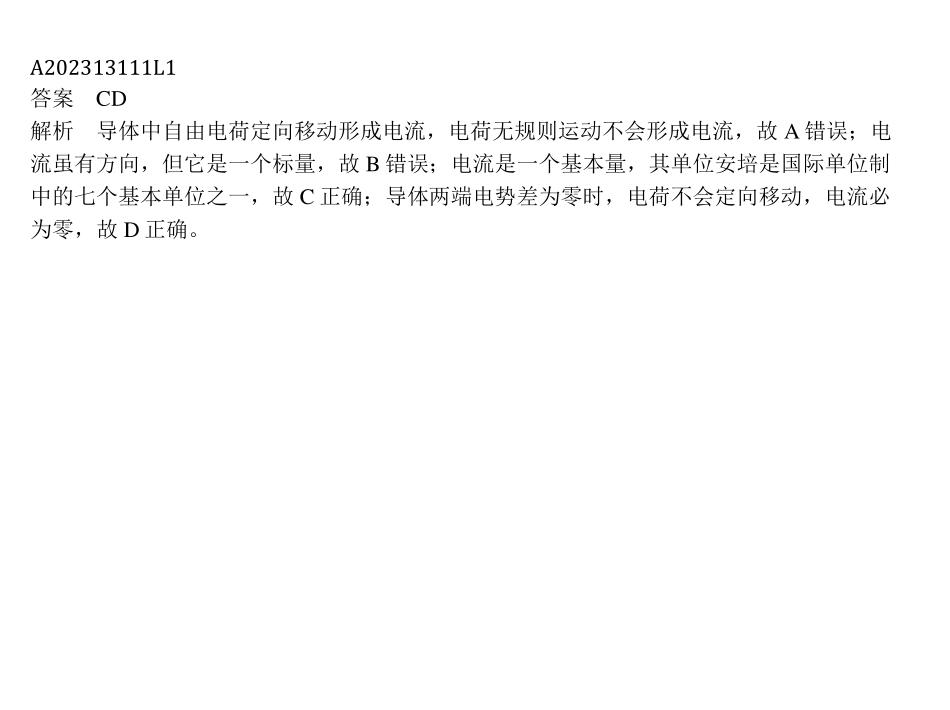 A202313111L1
答案 CD
解析 导体中自由电荷定向移动形成电流，电荷无规则运动不会形成电流，故 A 错误；电
流虽有方向，但它是一个标量，故 B 错误；电流是一个基本量，其单位安培是国际单位制
中的七个基本单位之一，故 C 正确；导体两端电势差为零时，电荷不会定向移动，电流必
为零，故 D 正确。